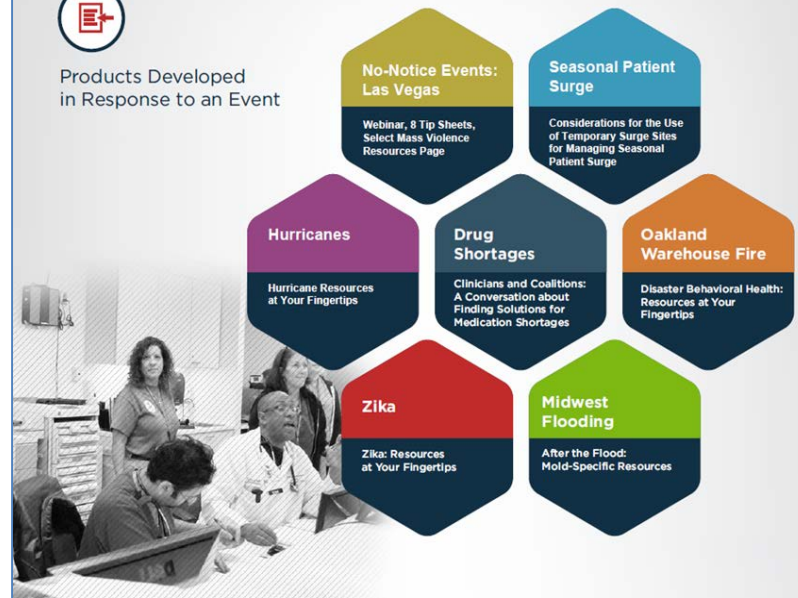 Products Developed
in Response to an Event
No-Notice Events:
Las Vegas
Webinar, 8 Tip Sheets,
Select Mass Violence
Resources Page
Seasonal Patient
Surge
Considerations for the Use
of Temporary Surge Sites
for Managing Seasonal
Patient Surge
Hurricanes
Hurricane Resources
at Your Fingertips
Drug
Shortages
Clinicians and Coalitions:
A Conversation about
Finding Solutions for
Medication Shortages
Oakland
Warehouse Fire
Disaster Behavioral Health:
Resources at Your
Fingertips
Zika
Zika: Resources
at Your Fingertips
Midwest
Flooding
After the Flood:
Mold-Specific Resources